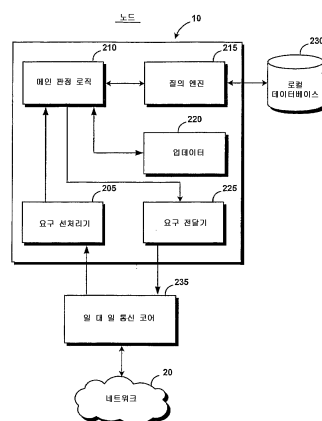 노드
10
210
메인 판정 로직
215
질의 엔진
230
로컬
데이터베이스
220
업데이터
205
요구 선처리기
225
요구 전달기
235
일 대 일 통신 코어
20
네트워크